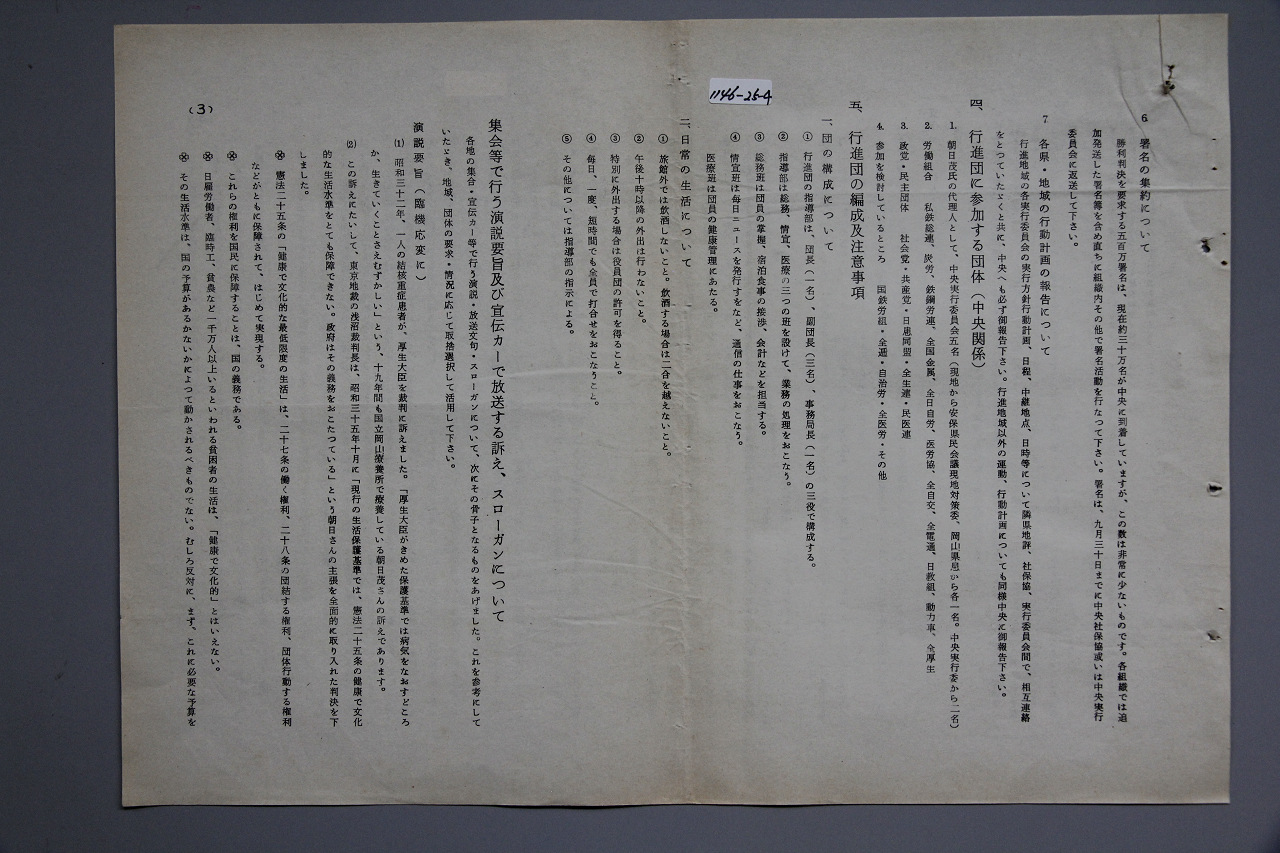 1146-25-4
6. 署名の集約について
勝利判決を要求する五百万署名は、現在約三十万名が中央に到着していますが、この数は非常に少ないものです。各組織では追
加発送した署名簿を含め直ちに組織内その他で署名活動を行なつて下さい。署名は、九月三十日までに中央社保協或いは中央実行
委員会に返送して下さい。
7 各県・地域の行動計画の報告について
行進地域の各実行委員会の実行方針行動計画、日程、中継地点、日時等について隣県地評、社保協、実行委員会間で、相互連絡
をとつていたゞくと共に、中央へも必ず御報告下さい。行進地域以外の運動、行動計画についても同様中央に御報告下さい。
四、行進団に参加する団体(中央関係)
1. 朝日茂氏の代理人として、中央実行委員会五名(現地から安保県民会議現地対策委、岡山県患から各一名。中央実行委から二名)
2. 労働組合 私鉄総連、炭労、鉄鋼労連、全国金属、全日自労、医労協、全自交、全電通、日教組、動力車、全厚生
3. 政党・民主団体 社会党・共産党・日患同盟・全生連・民医連
4. 参加を検討しているところ 国鉄労組・全逓・自治労・全医労・その他
五、行進団の編成及注意事項
一、団の構成について
① 行進団の指導部は、団長(一名)、副団長(三名)、事務局長(一名)の三役で構成する。
② 指導部は総務、情宣、医療の三つの班を設けて、業務の処理をおこなう。
③ 総務班は団員の掌握、宿泊食事の接渉、会計などを担当する。
④ 情宣班は毎日ニュースを発行するなど、通信の仕事をおこなう。
医療班は団員の健康管理にあたる。
二、日常の生活について
① 旅館外では飲酒しないこと。飲酒する場合は二合を越えないこと。
② 午後十時以降の外出は行わないこと。
③ 特別に外出する場合は役員団の許可を得ること。
④ 毎日、一度、短時間でも全員で打合せをおこなうこと。
⑤ その他については指導部の指示による。
集会等で行う演説要旨及び宣伝カーで放送する訴え、スローガンについて
各地の集合・宣伝カー等で行う演説・放送文句・スローガンについて、次にその骨子となるものをあげました。これを参考にして
いたゞき、地域、団体の要求・情況に応じて取捨選択して活用して下さい。
演説要旨(臨機応変に)
(1) 昭和三十二年、一人の結核重症患者が、厚生大臣を裁判に訴えました。「厚生大臣がきめた保護基準では病気をなおすどころ
か、生きていくことさえむずかしい」という、十九年間も国立岡山療養所で療養している朝日茂さんの訴えであります。
(2) この訴えにたいして、東京地裁の浅沼裁判長は、昭和三十五年十月に「現行の生活保護基準では、憲法二十五条の健康で文化
的な生活水準をとても保障できない。政府はその義務をおこたつている」という朝日さんの主張を全面的に取り入れた判決を下
しました。
※ 憲法二十五条の「健康で文化的な最低限度の生活」は、二十七条の働く権利、二十八条の団結する権利、団体行動する権利
などがともに保障されて、はじめて実現する。
※ これらの権利を国民に保障することは、国の義務である。
※ 日雇労働者、臨時工、貧農など一千万人以上いるといわれる貧困者の生活は、「健康で文化的」とはいえない。
※ その生活水準は、国の予算があるかないかによつて動かされるべきものでない。むしろ反対に、まず、これに必要な予算を
(3)